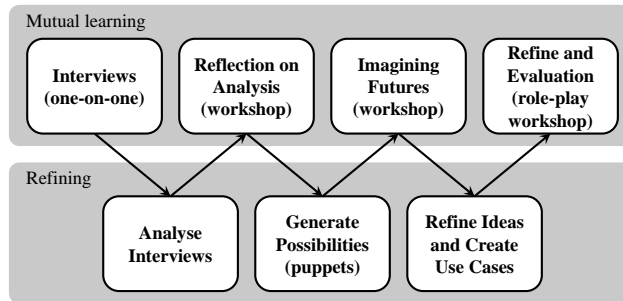 Mutual learning
Interviews
(one-on-one)
Reflection on
Analysis
(workshop)
Imagining
Futures
(workshop)
Refine and
Evaluation
(role-play
workshop)
Refining
Analyse
Interviews
Generate
Possibilities
(puppets)
Refine Ideas
and Create
Use Cases